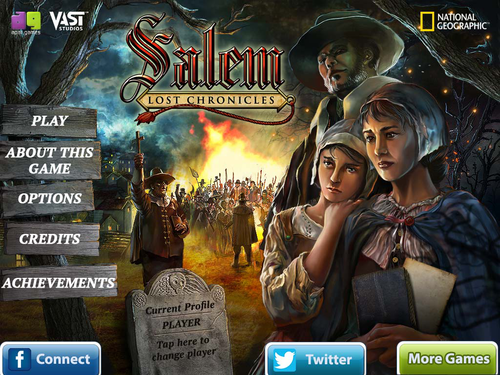 VAST
STUDIOS
NATIONAL
GEOGRAPHIC
Salem
LOST CHRONICLES
PLAY
ABOUT THIS
GAME
OPTIONS
CREDITS
ACHIEVEMENTS
Current Profile
PLAYER
Tap here to
change player
f Connect
Twitter
More Games